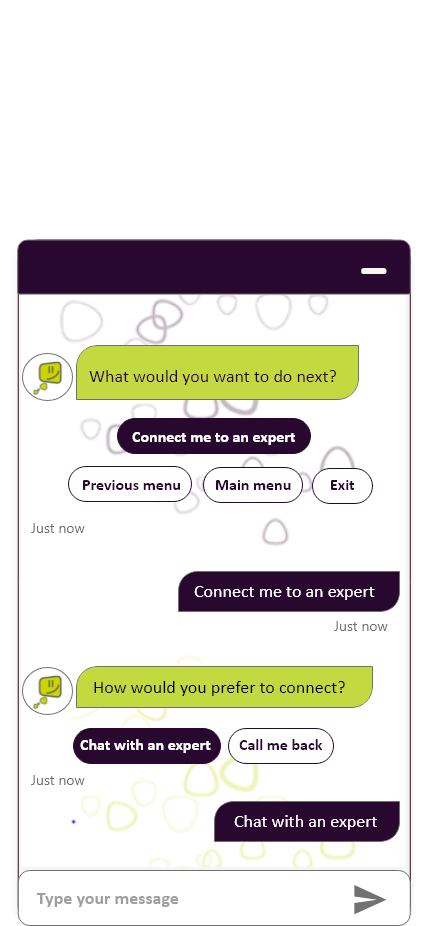 What would you want to do next?
Connect me to an expert
Previous menu Main menu Exit
Just now
Connect me to an expert
Just now
How would you prefer to connect?
Chat with an expert Call me back
Just now
Chat with an expert
Type your message